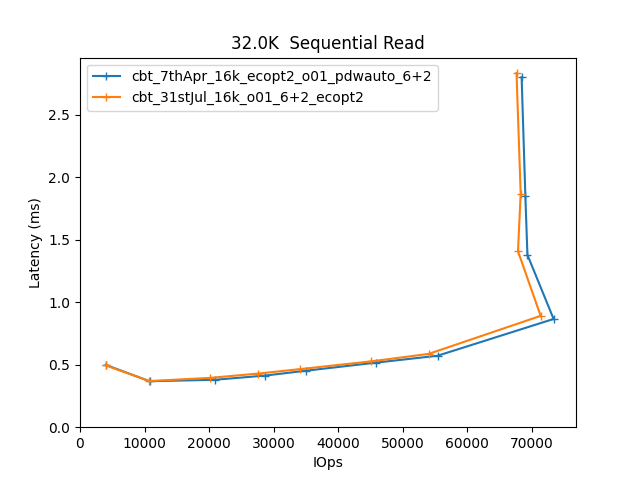 32.0K  Sequential Read
cbt_7thApr_16k_ecopt2_o01_pdwauto_6+2
cbt_31stJul_16k_o01_6+2_ecopt2
Latency (ms)
2.5
2.0
1.5
1.0
0.5
0.0
0 10000 20000 30000 40000 50000 60000 70000
IOps